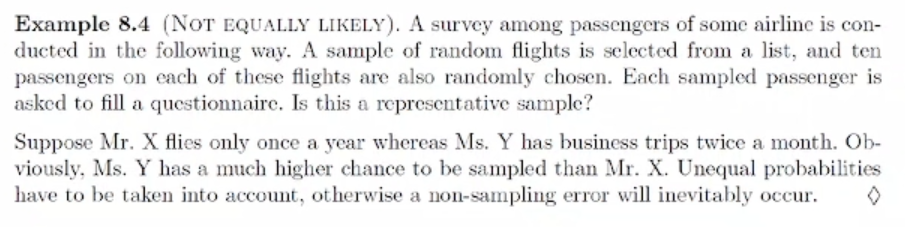 Example 8.4 (NOT EQUALLY LIKELY). A survey among passengers of some airline is con-
ducted in the following way. A sample of random flights is selected from a list, and ten
passengers on each of these flights are also randomly chosen. Each sampled passenger is
asked to fill a questionnaire. Is this a representative sample?
Suppose Mr. X flies only once a year whereas Ms. Y has business trips twice a month. Ob-
viously, Ms. Y has a much higher chance to be sampled than Mr. X. Unequal probabilities
have to be taken into account, otherwise a non-sampling error will inevitably occur. ◊